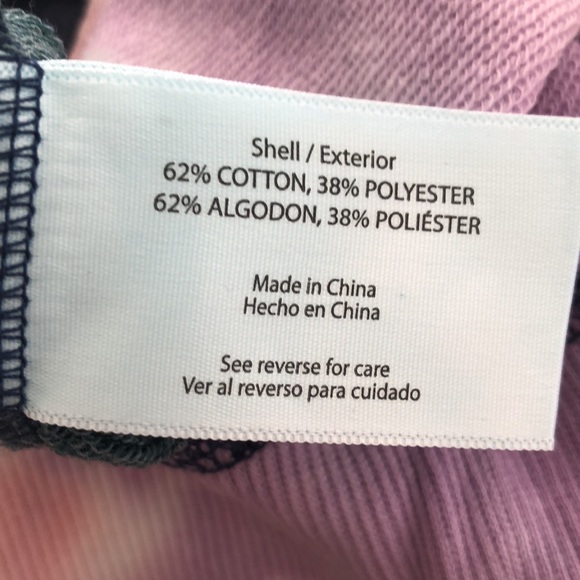 Shell / Exterior
62% COTTON, 38% POLYESTER
62% ALGODON, 38% POLIÉSTER
Made in China
Hecho en China
See reverse for care
Ver al reverso para cuidado